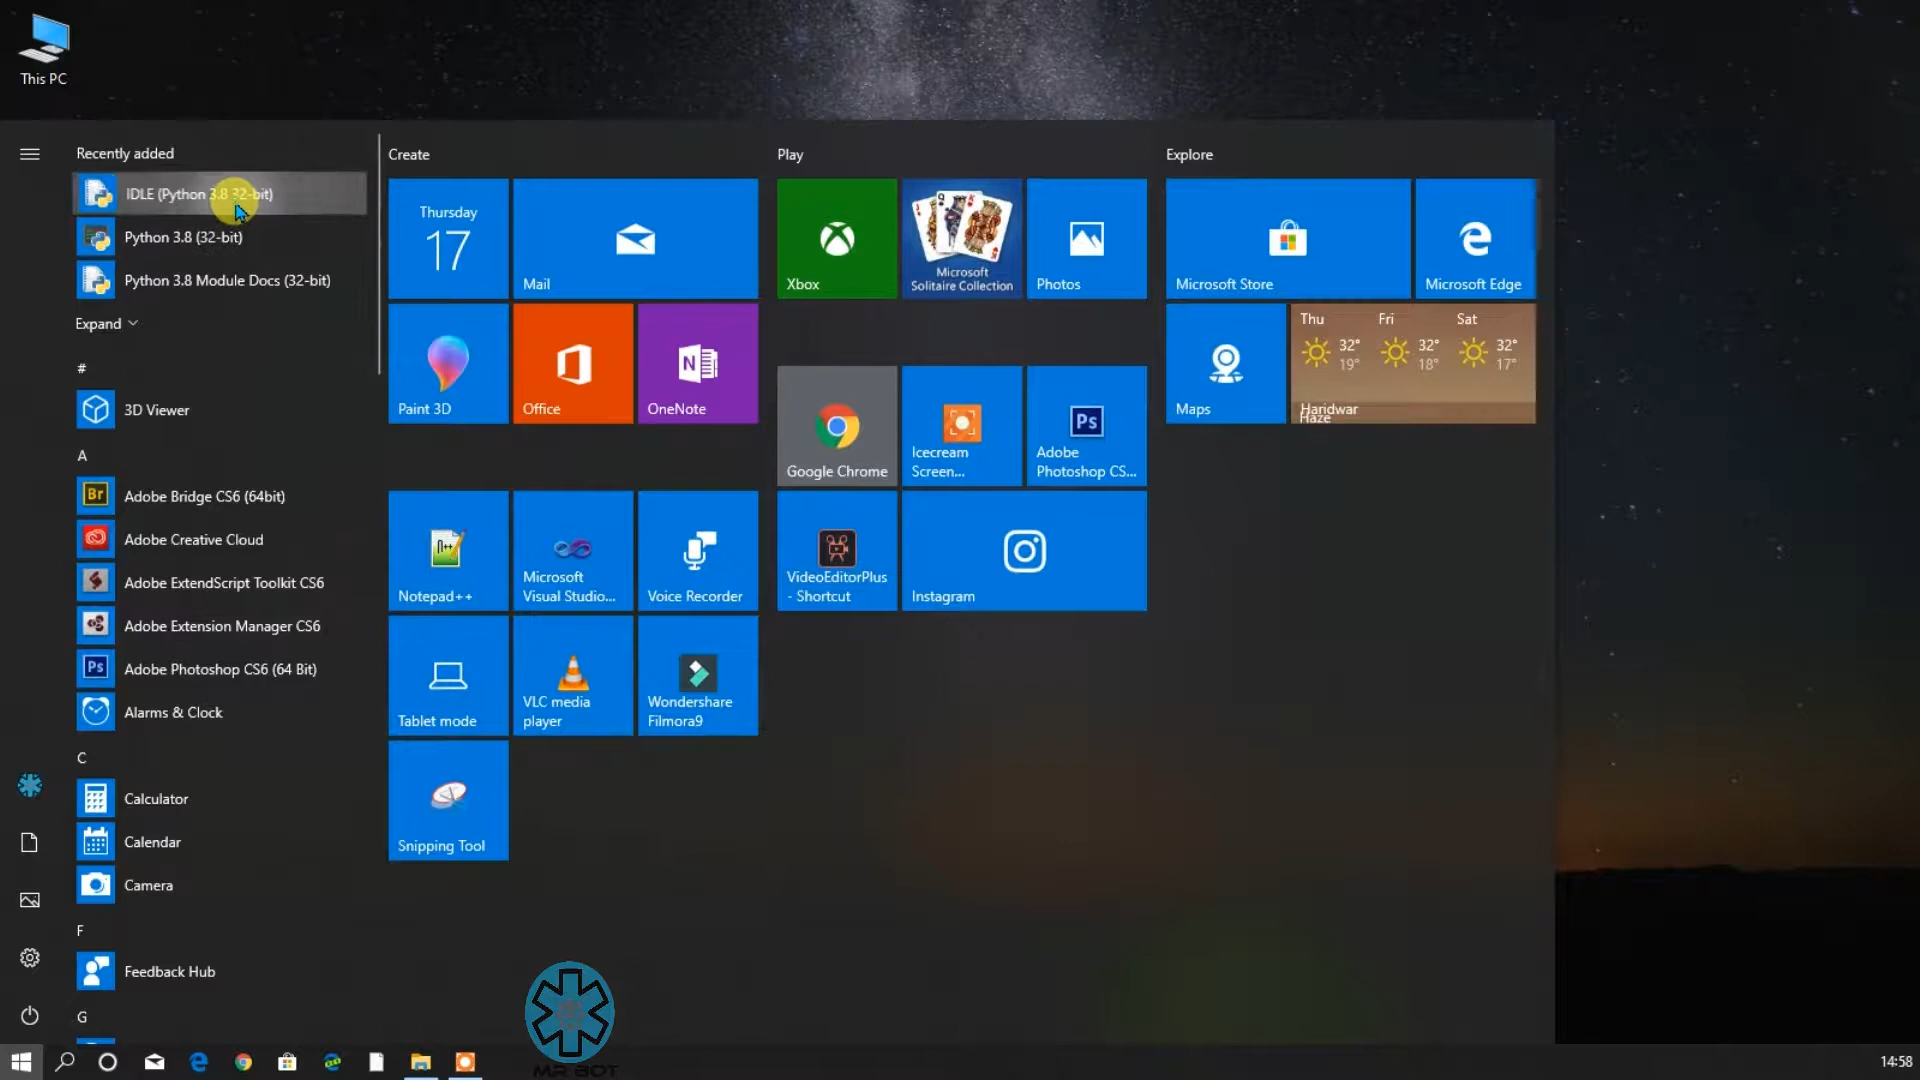 This PC
Recently added
IDLE (Python 3.8 32-bit)
Python 3.8 (32-bit)
Python 3.8 Module Docs (32-bit)
Expand
#
3D Viewer
A
Br
Adobe Bridge CS6 (64bit)
Adobe Creative Cloud
Adobe ExtendScript Toolkit CS6
Adobe Extension Manager CS6
Ps
Adobe Photoshop CS6 (64 Bit)
Alarms & Clock
C
Calculator
Calendar
Camera
F
Feedback Hub
G
Create
Thursday
17
Mail
Paint 3D
Office
N
OneNote
n++
Notepad++
Microsoft
Visual Studio...
Voice Recorder
Tablet mode
VLC media
player
Wondershare
Filmora9
Snipping Tool
Play
Xbox
Microsoft
Solitaire Collection
Photos
Google Chrome
Icecream
Screen...
Ps
Adobe
Photoshop CS...
VideoEditorPlus
- Shortcut
Instagram
Explore
Microsoft Store
Microsoft Edge
Maps
Thu Fri Sat
32° 32° 32°
19° 18° 17°
Haridwar
Haze
MR BOT
14:58